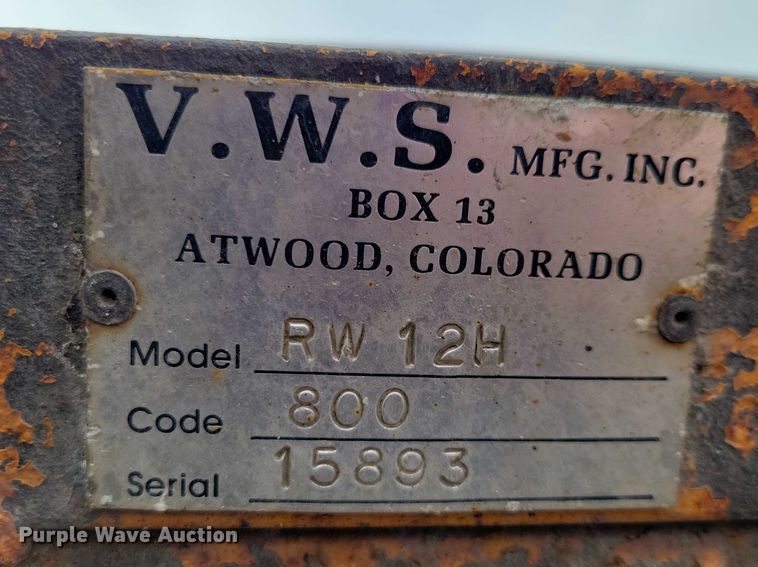 V.W.S. MFG. INC.
BOX 13
ATWOOD, COLORADO
Model RW 12H
Code 800
Serial 15893
Purple Wave Auction